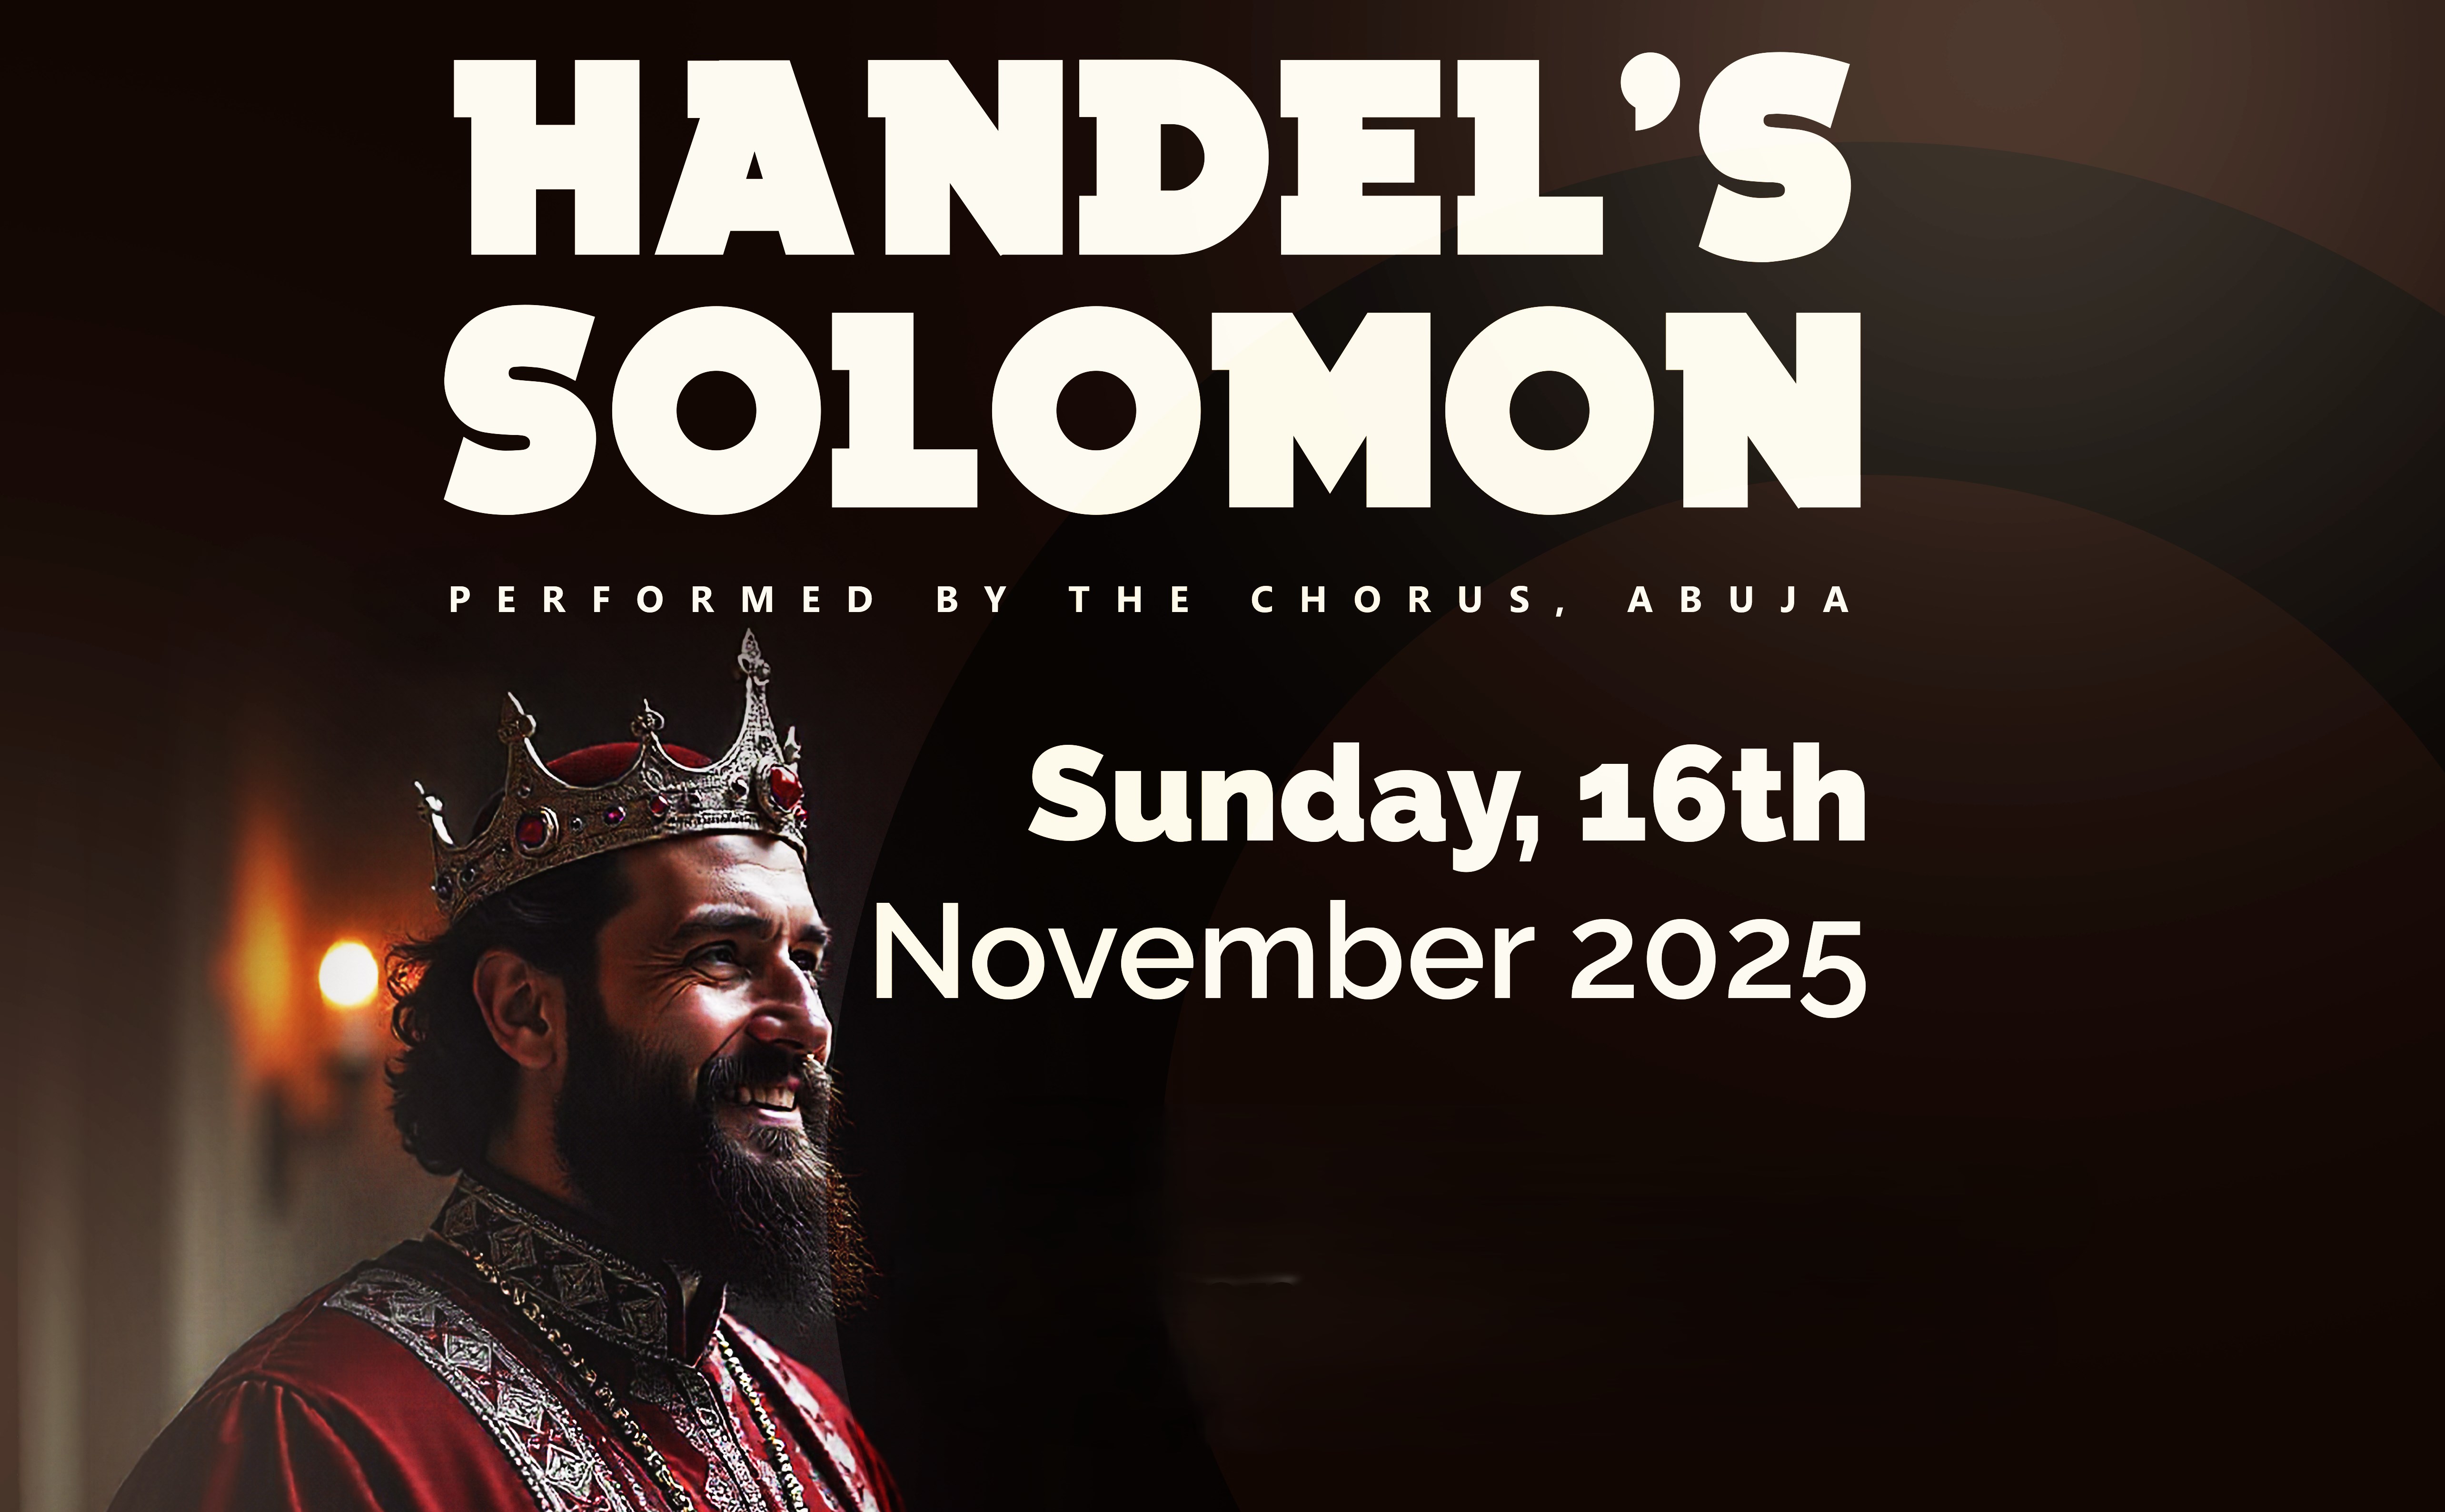 HANDEL’S
SOLOMON
PERFORMED BY THE CHORUS, ABUJA
Sunday, 16th
November 2025